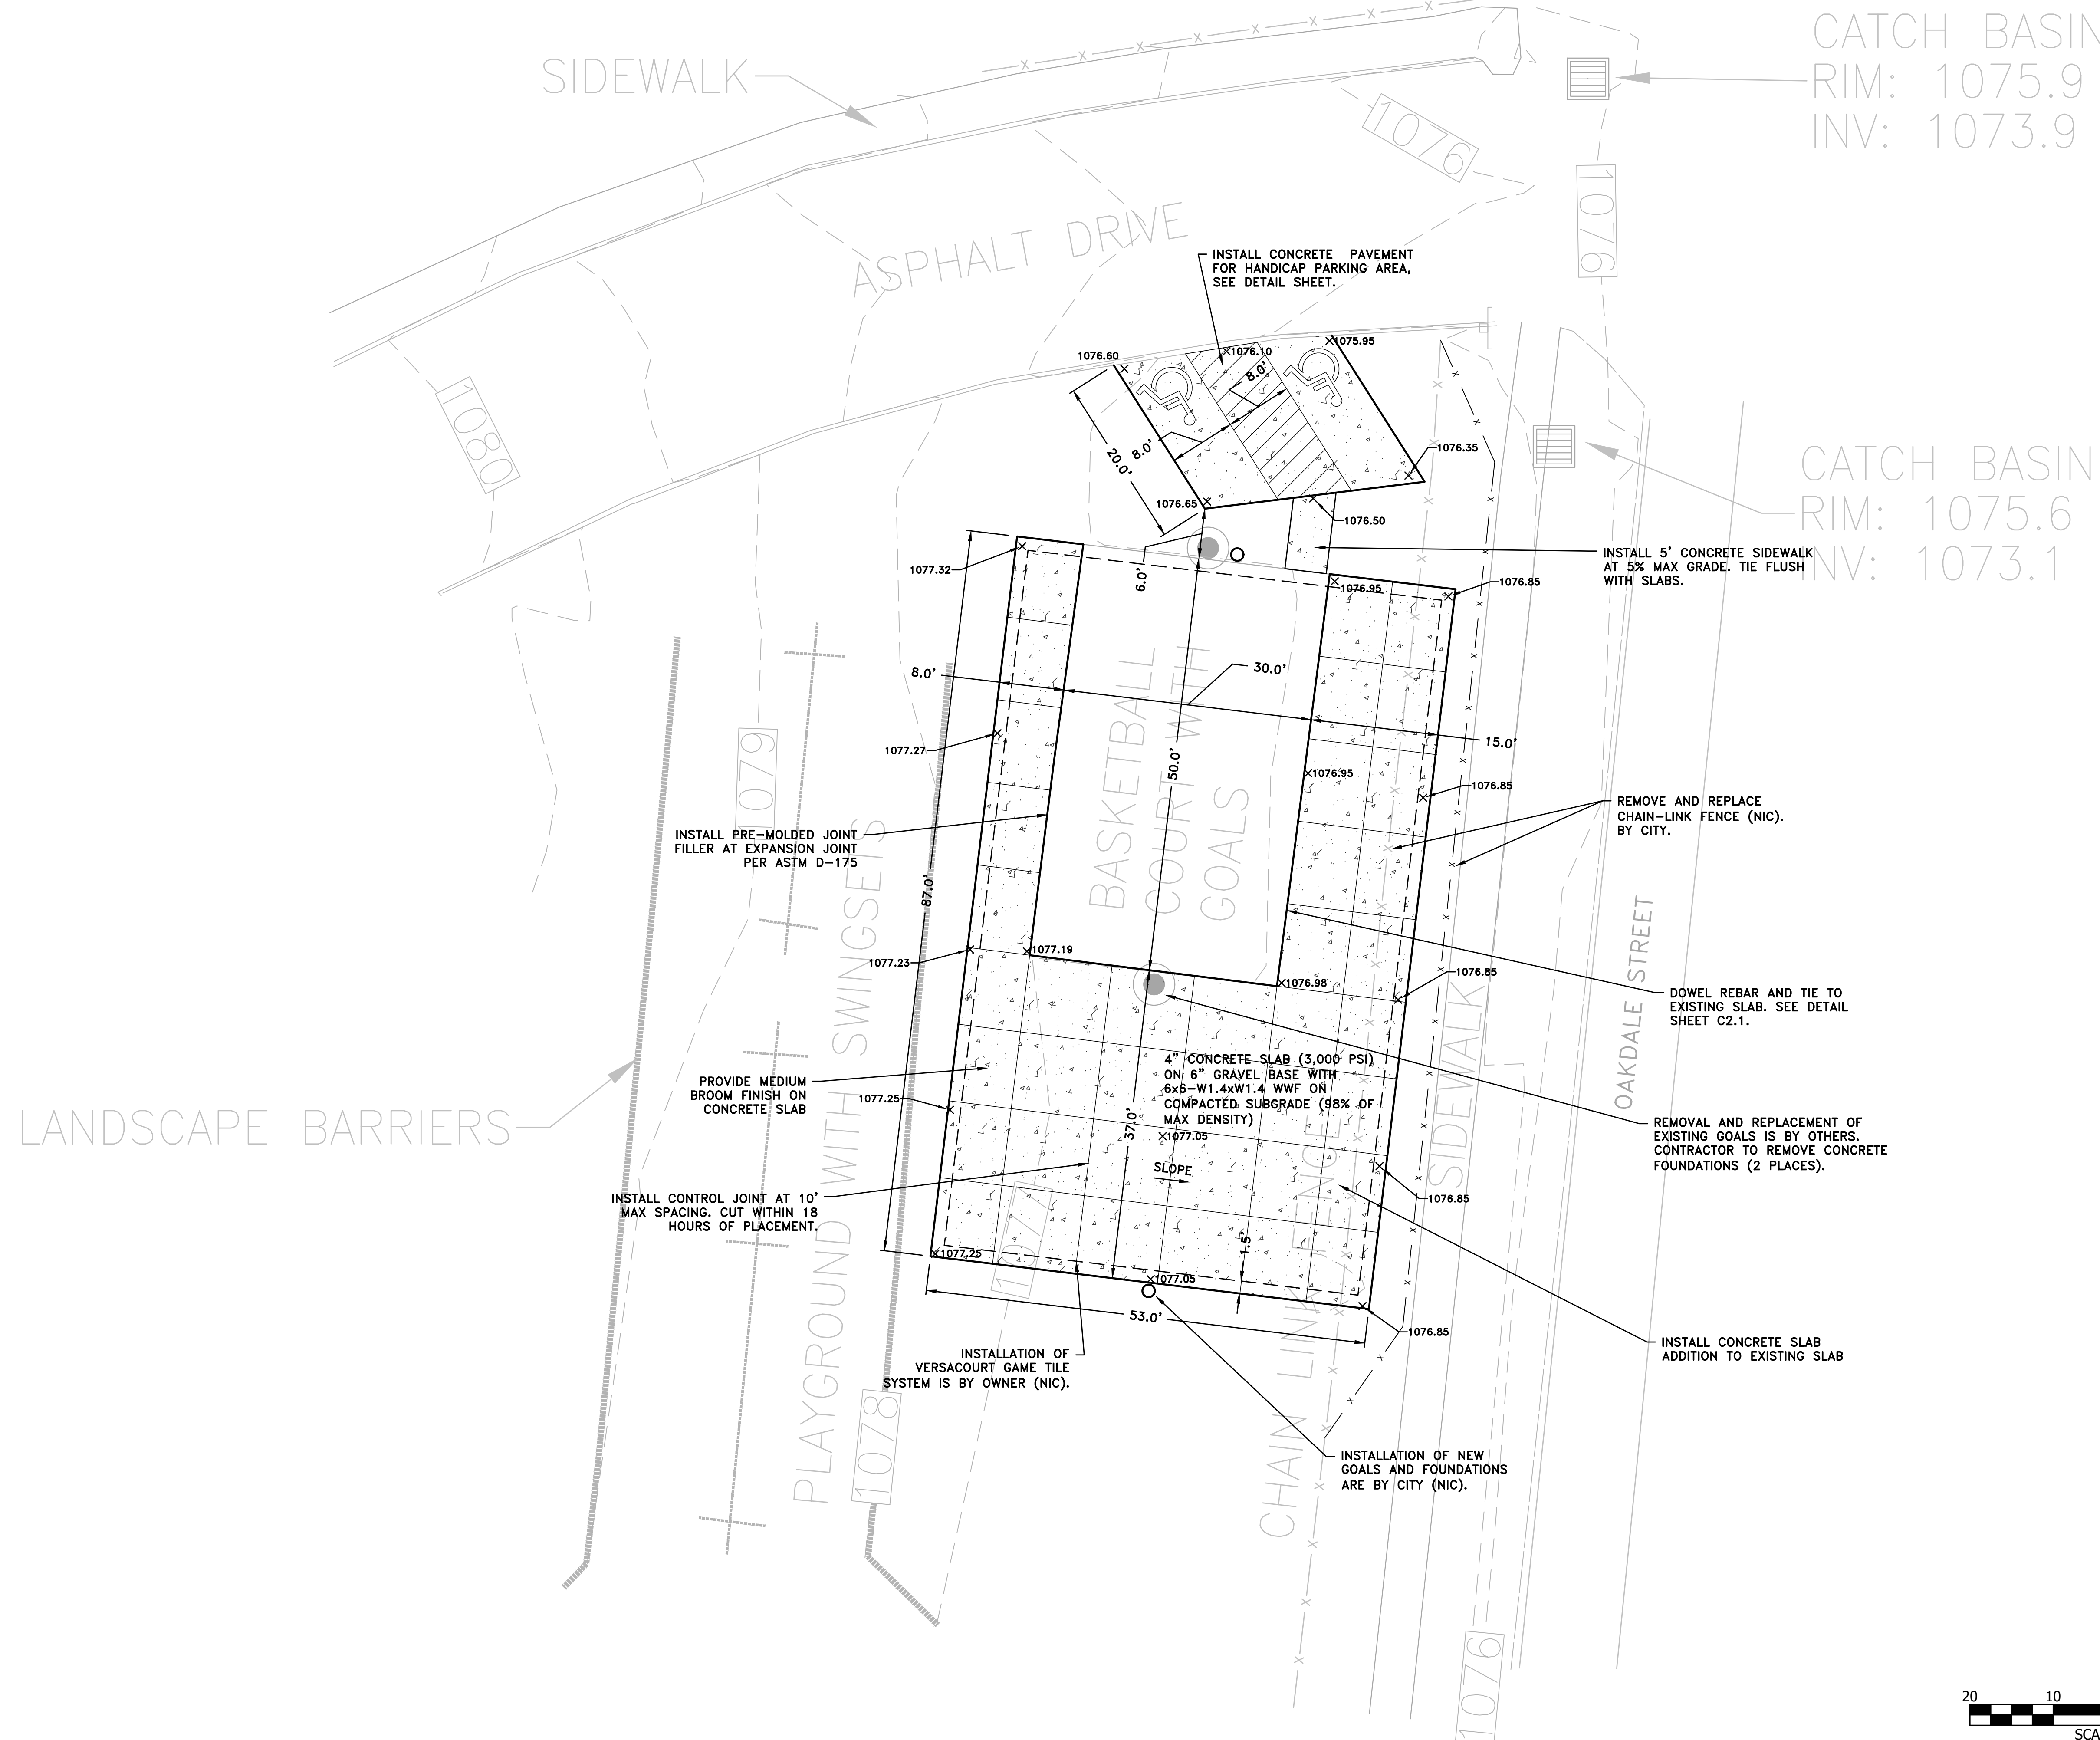 SIDEWALK
CATCH BASIN
RIM: 1075.9
INV: 1073.9
1076
1076
ASPHALT DRIVE
INSTALL CONCRETE PAVEMENT
FOR HANDICAP PARKING AREA,
SEE DETAIL SHEET.
1076.60
1076.10
1075.95
8.0'
8.0'
20.0'
1080
1076.35
1076.65
1076.50
CATCH BASIN
RIM: 1075.6
INV: 1073.1
INSTALL 5' CONCRETE SIDEWALK
AT 5% MAX GRADE. TIE FLUSH
WITH SLABS.
1077.32
6.0'
1076.95
1076.85
8.0'
30.0'
15.0'
1079
1077.27
50.0'
BASKETBALL
COURT WITH
GOALS
1076.95
1076.85
REMOVE AND REPLACE
CHAIN-LINK FENCE (NIC).
BY CITY.
INSTALL PRE-MOLDED JOINT
FILLER AT EXPANSION JOINT
PER ASTM D-175
87.0'
1077.23
1077.19
1076.98
1076.85
OAKDALE STREET
DOWEL REBAR AND TIE TO
EXISTING SLAB. SEE DETAIL
SHEET C2.1.
4" CONCRETE SLAB (3,000 PSI)
ON 6" GRAVEL BASE WITH
6x6-W1.4xW1.4 WWF ON
COMPACTED SUBGRADE (98% OF
MAX DENSITY)
PROVIDE MEDIUM
BROOM FINISH ON
CONCRETE SLAB
1077.25
37.0'
1077.05
SLOPE
LANDSCAPE BARRIERS
PLAYGROUND WITH SWINGSETS
SIDEWALK
REMOVAL AND REPLACEMENT OF
EXISTING GOALS IS BY OTHERS.
CONTRACTOR TO REMOVE CONCRETE
FOUNDATIONS (2 PLACES).
INSTALL CONTROL JOINT AT 10'
MAX SPACING. CUT WITHIN 18
HOURS OF PLACEMENT.
1076.85
1077
1.5'
1077.25
1077.05
53.0'
1076.85
CHAIN LINK FENCE
INSTALL CONCRETE SLAB
ADDITION TO EXISTING SLAB
INSTALLATION OF
VERSACOURT GAME TILE
SYSTEM IS BY OWNER (NIC).
1078
INSTALLATION OF NEW
GOALS AND FOUNDATIONS
ARE BY CITY (NIC).
1076
20 10
SCA